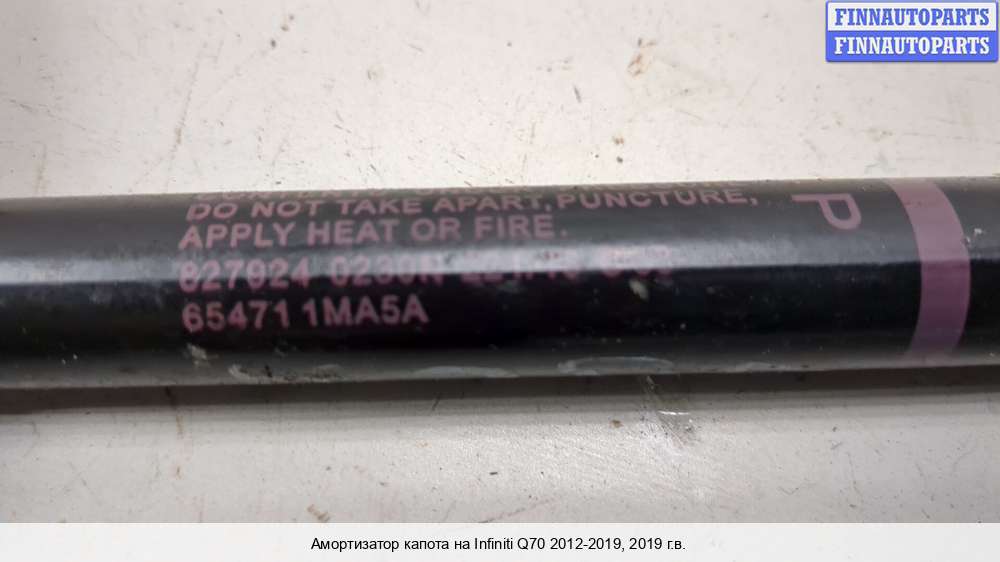 FINNAUTOPARTS
FINNAUTOPARTS
DO NOT TAKE APART, PUNCTURE,
APPLY HEAT OR FIRE.
P
827924 0230N
65471 1MA5A
Амортизатор капота на Infiniti Q70 2012-2019, 2019 г.в.